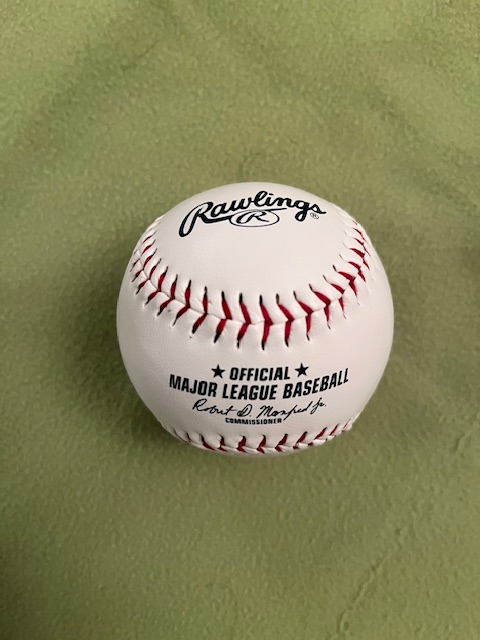 Rawlings ®
R
★ OFFICIAL ★
MAJOR LEAGUE BASEBALL
Robert D. Manfred Jr.
COMMISSIONER